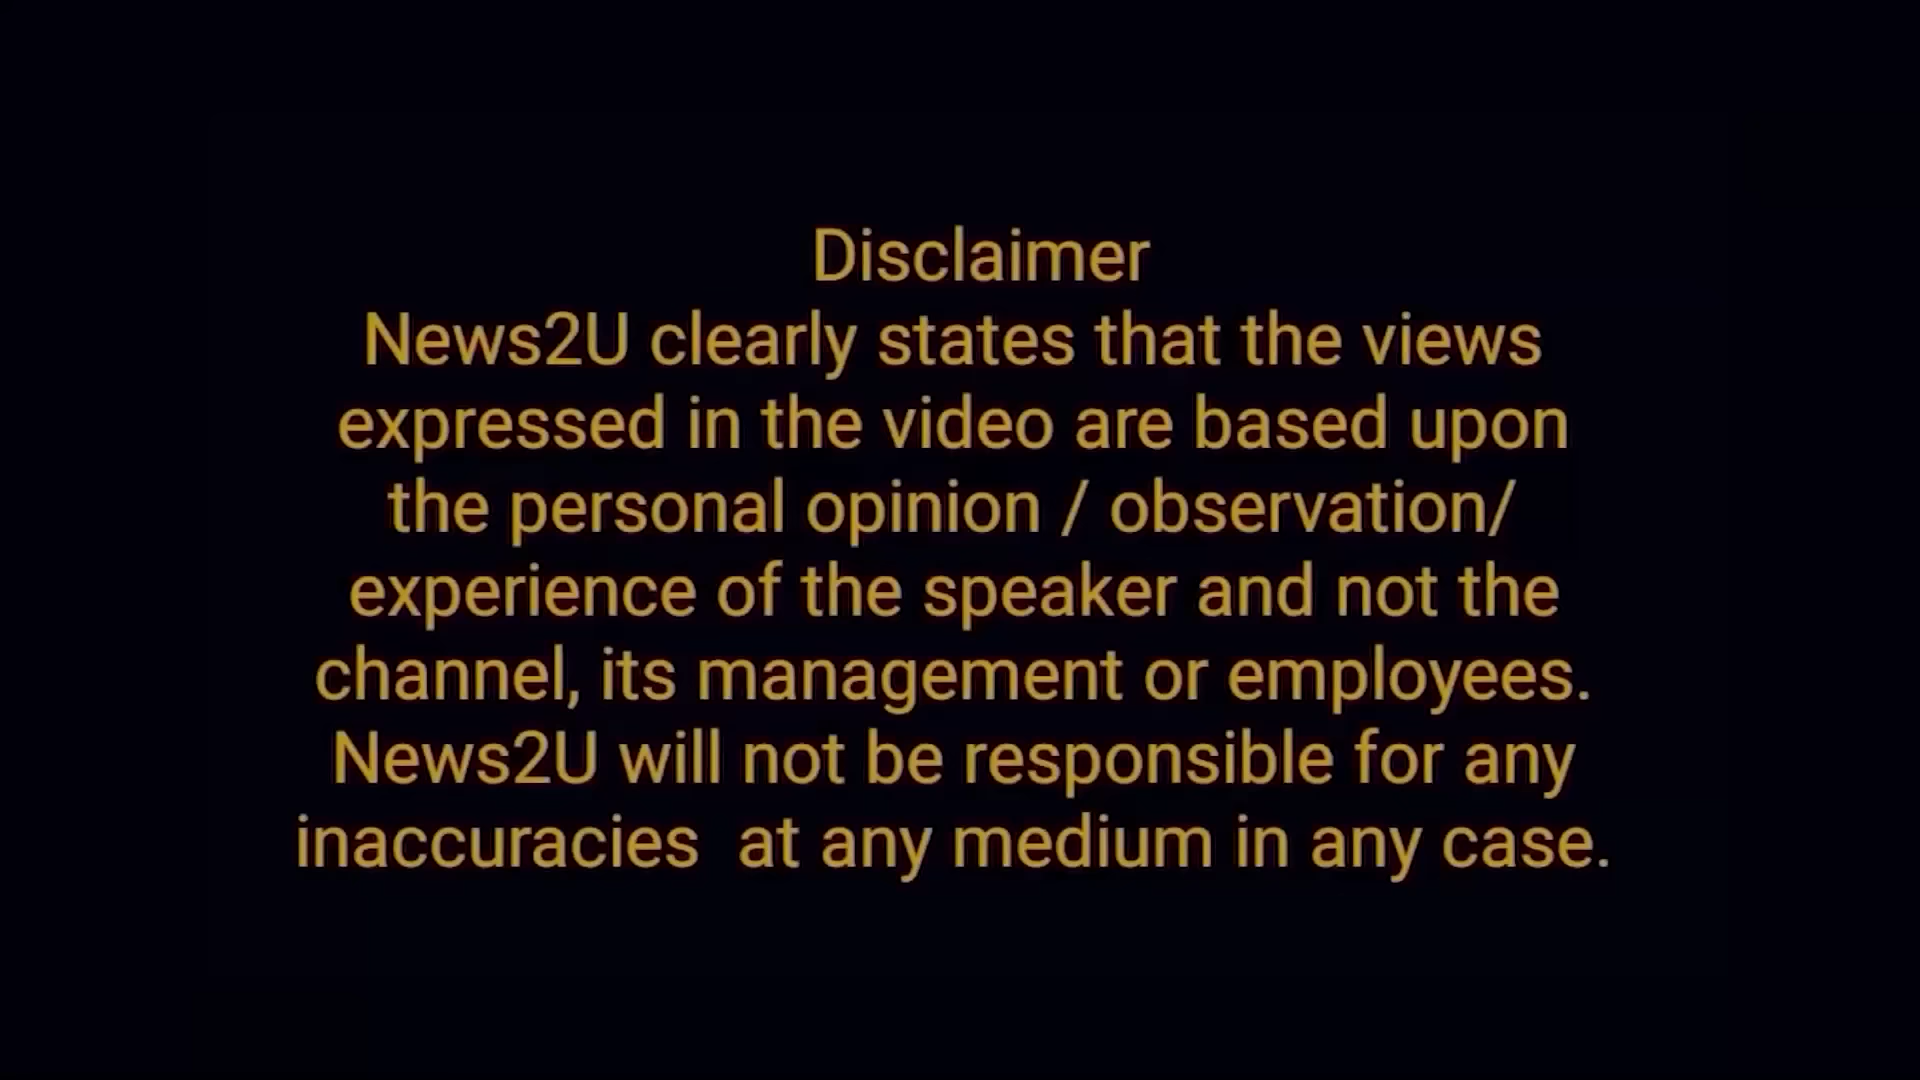 Disclaimer
News2U clearly states that the views
expressed in the video are based upon
the personal opinion / observation/
experience of the speaker and not the
channel, its management or employees.
News2U will not be responsible for any
inaccuracies  at any medium in any case.